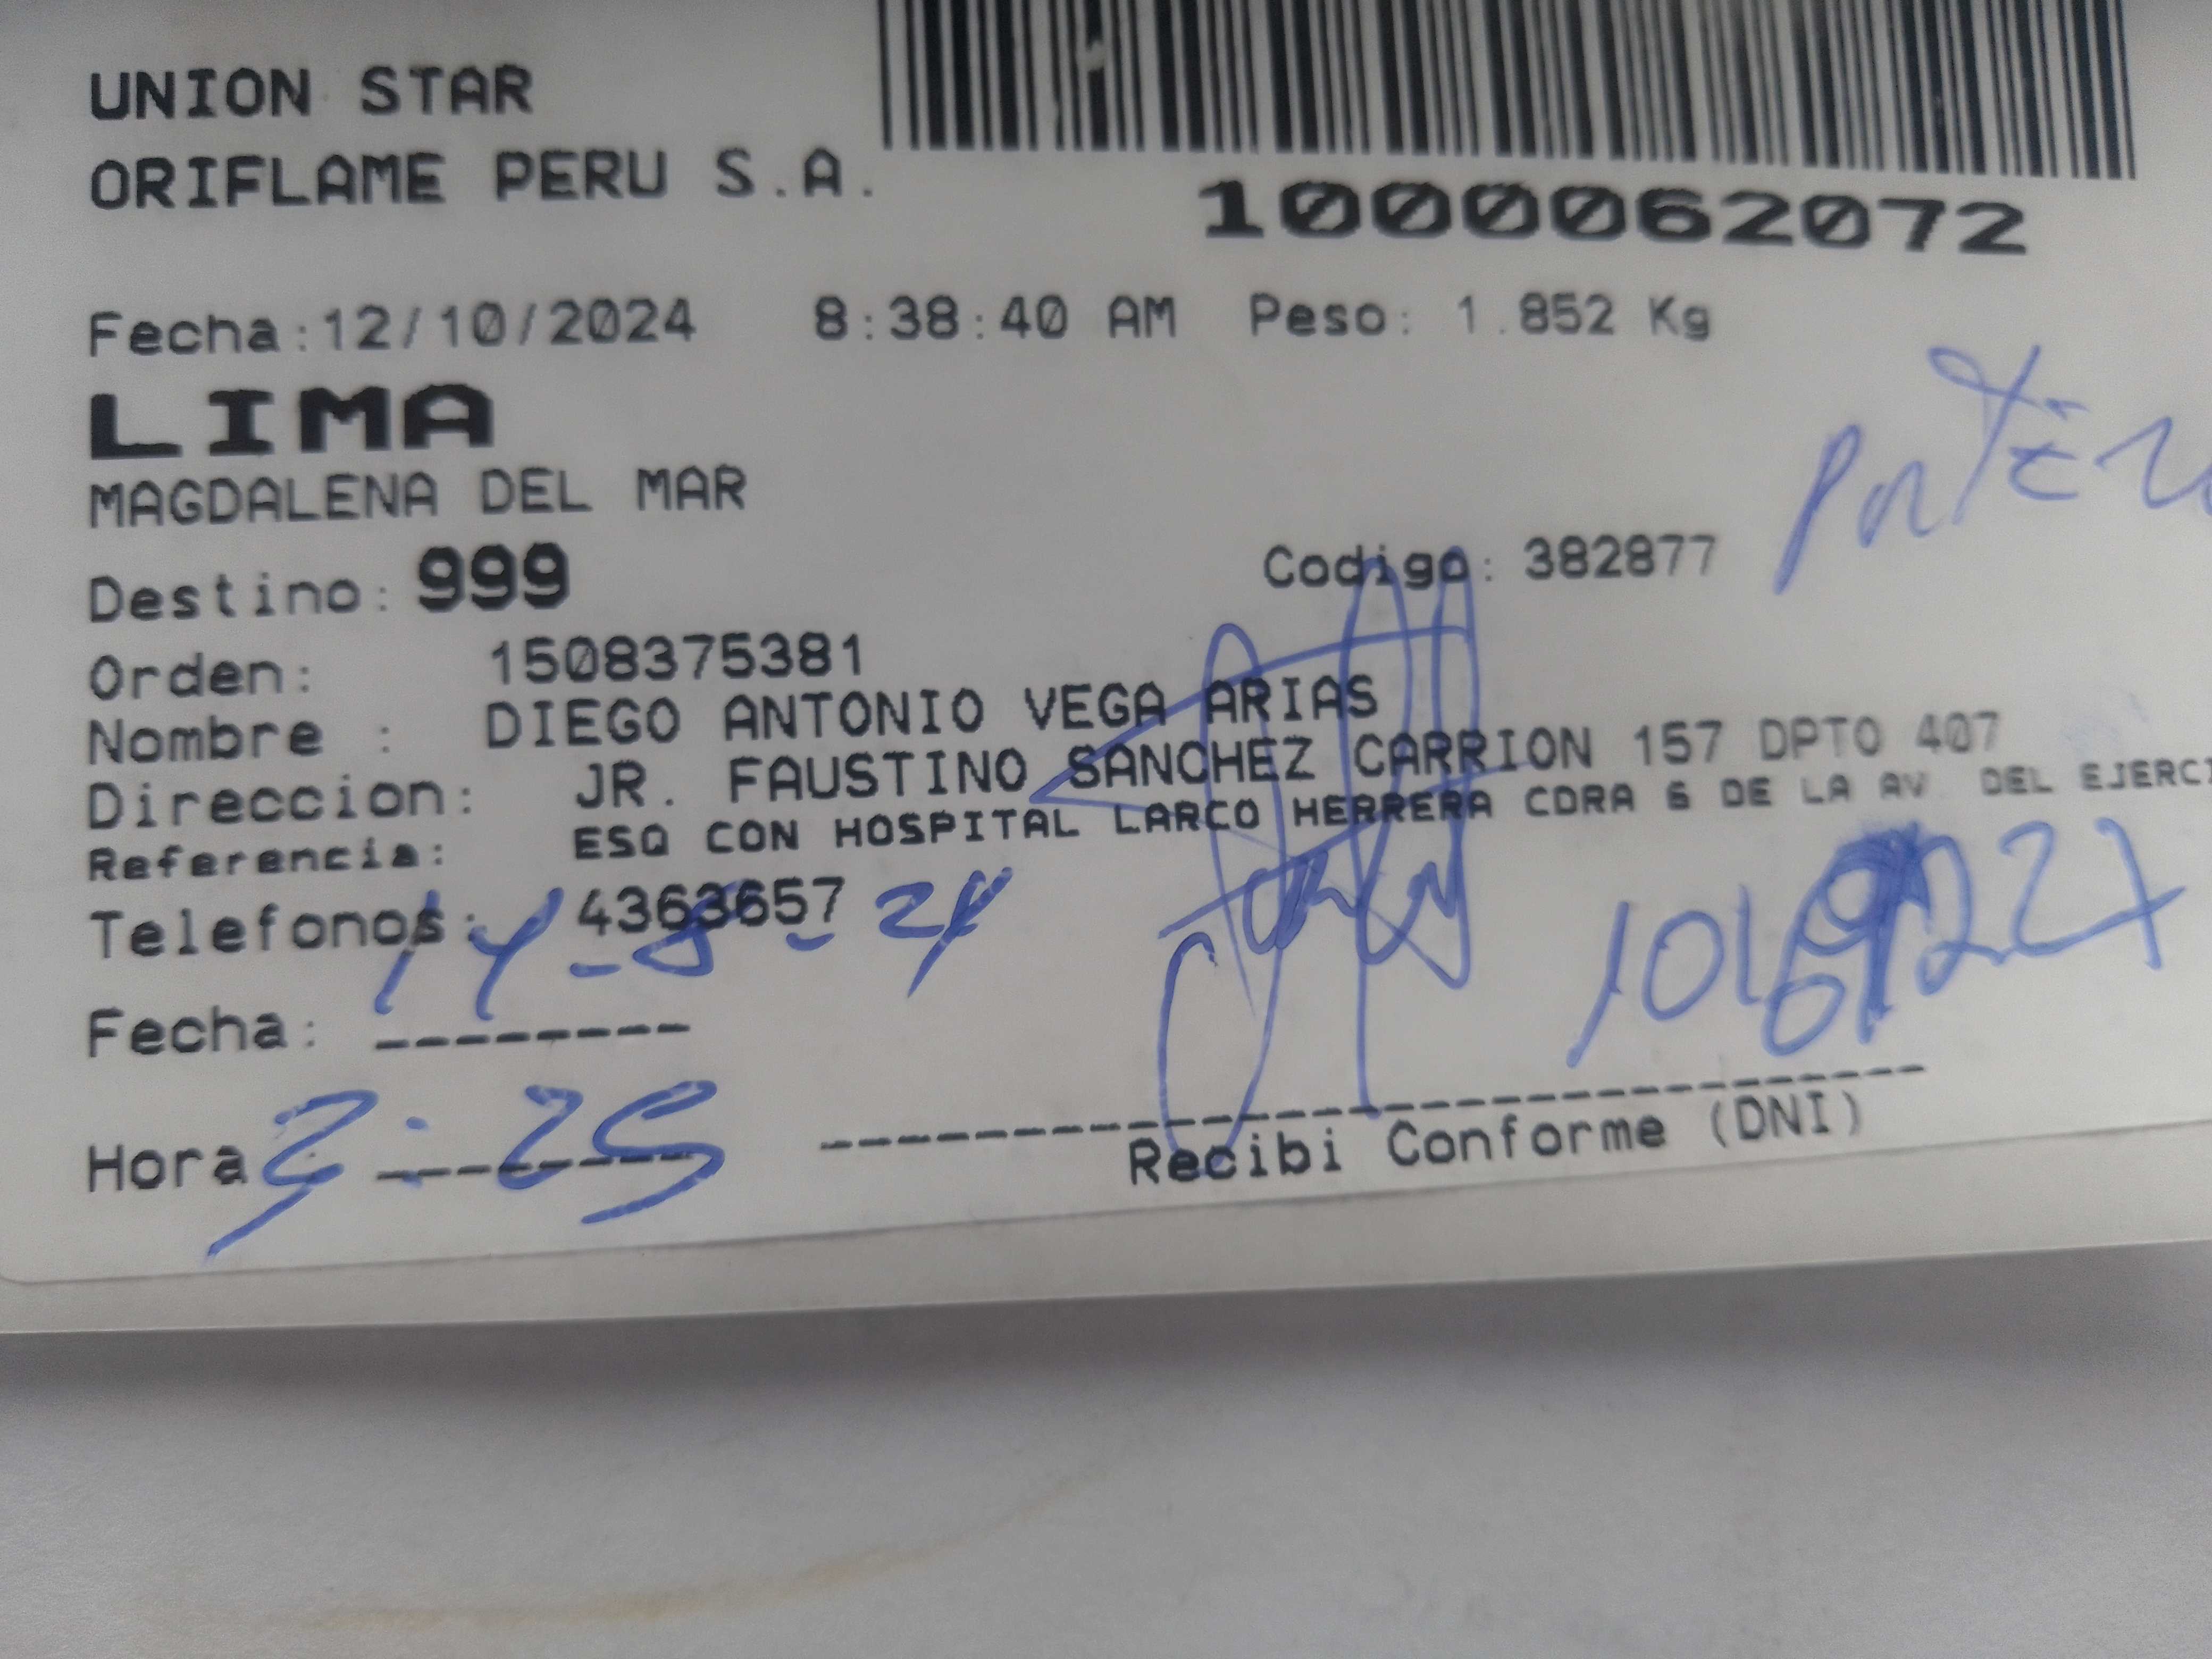 UNION STAR
ORIFLAME PERU S.A.
1000062072
Fecha:12/10/2024 8:38:40 AM Peso: 1.852 Kg
LIMA
MAGDALENA DEL MAR
Destino: 999 Codigo: 382877
Orden: 1508375381
Nombre : DIEGO ANTONIO VEGA ARIAS
Direccion: JR. FAUSTINO SANCHEZ CARRION 157 DPTO 407
Referencia: ESQ CON HOSPITAL LARCO HERRERA CDRA 6 DE LA AV DEL EJERCI
Telefonos: 4363657
Fecha:
Hora : 3:25
Recibi Conforme (DNI)